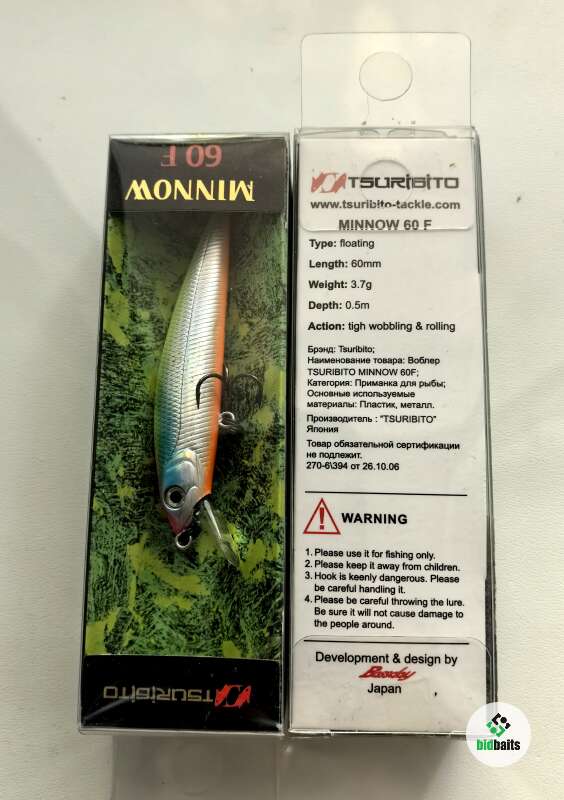 60 F
MINNOW
TSURIBITO
TSURIBITO
www.tsuribito-tackle.com
MINNOW 60 F
Type: floating
Length: 60mm
Weight: 3.7g
Depth: 0.5m
Action: tigh wobbling & rolling
Брэнд: Tsuribito;
Наименование товара: Воблер
TSURIBITO MINNOW 60F;
Категория: Приманка для рыбы;
Основные используемые
материалы: Пластик, металл.
Производитель : "TSURIBITO"
Япония
Товар обязательной сертификации
не подлежит.
270-6\394 от 26.10.06
WARNING
1. Please use it for fishing only.
2. Please keep it away from children.
3. Hook is keenly dangerous. Please
be careful handling it.
4. Please be careful throwing the lure.
Be sure it will not cause damage to
the people around.
Development & design by
Bassday
Japan
bidbaits